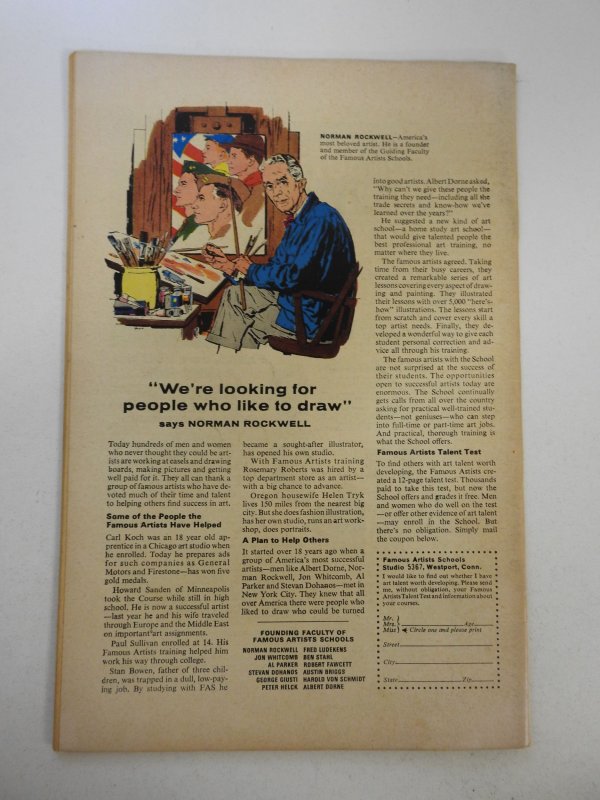 NORMAN ROCKWELL—America's
most beloved artist. He is a founder
and member of the Guiding Faculty
of the Famous Artists Schools.
"We're looking for
people who like to draw"
says NORMAN ROCKWELL
Today hundreds of men and women
who never thought they could be art-
ists are working at easels and drawing
boards, making pictures and getting
well paid for it. They all can thank a
group of famous artists who have de-
voted much of their time and talent
to helping others find success in art.
Some of the People the
Famous Artists Have Helped
Carl Koch was an 18 year old ap-
prentice in a Chicago art studio when
he enrolled. Today he prepares ads
for such companies as General
Motors and Firestone—has won five
gold medals.
Howard Sanden of Minneapolis
took the Course while still in high
school. He is now a successful artist
—last year he and his wife traveled
through Europe and the Middle East
on important art assignments.
Paul Sullivan enrolled at 14. His
Famous Artists training helped him
work his way through college.
Stan Bowen, father of three chil-
dren, was trapped in a dull, low-pay-
ing job. By studying with FAS he
became a sought-after illustrator,
has opened his own studio.
With Famous Artists training
Rosemary Roberts was hired by a
top department store as an artist—
with a big chance to advance.
Oregon housewife Helen Tryk
lives 150 miles from the nearest big
city. But she does fashion illustration,
has her own studio, runs an art work-
shop, does portraits.
A Plan to Help Others
It started over 18 years ago when a
group of America's most successful
artists—men like Albert Dorne, Nor-
man Rockwell, Jon Whitcomb, Al
Parker and Stevan Dohanos—met in
New York City. They knew that all
over America there were people who
liked to draw who could be turned
into good artists. Albert Dorne asked,
"Why can't we give these people the
training they need—including all the
trade secrets and know-how we've
learned over the years?"
He suggested a new kind of art
school—a home study art school—
that would give talented people the
best professional art training, no
matter where they live.
The famous artists agreed. Taking
time from their busy careers, they
created a remarkable series of art
lessons covering every aspect of draw-
ing and painting. They illustrated
their lessons with over 5,000 "here's-
how" illustrations. The lessons start
from scratch and cover every skill a
top artist needs. Finally, they de-
veloped a wonderful way to give each
student personal correction and ad-
vice all through his training.
The famous artists with the School
are not surprised at the success of
their students. The opportunities
open to successful artists today are
enormous. The School continually
gets calls from all over the country
asking for practical well-trained stu-
dents—not geniuses—who can step
into full-time or part-time art jobs.
And practical, thorough training is
what the School offers.
Famous Artists Talent Test
To find others with art talent worth
developing, the Famous Artists cre-
ated a 12-page talent test. Thousands
paid to take this test, but now the
School offers and grades it free. Men
and women who do well on the test
—or offer other evidence of art talent
—may enroll in the School. But
there's no obligation. Simply mail
the coupon below.
FOUNDING FACULTY OF
FAMOUS ARTISTS SCHOOLS
NORMAN ROCKWELL FRED LUDEKENS
JON WHITCOMB BEN STAHL
AL PARKER ROBERT FAWCETT
STEVAN DOHANOS AUSTIN BRIGGS
GEORGE GIUSTI HAROLD VON SCHMIDT
PETER HELCK ALBERT DORNE
Famous Artists Schools
Studio 5367, Westport, Conn.
I would like to find out whether I have
art talent worth developing. Please send
me, without obligation, your Famous
Artists Talent Test and information about
your courses.
Mr.
Mrs. Age
Miss Circle one and please print
Street
City
State Zip